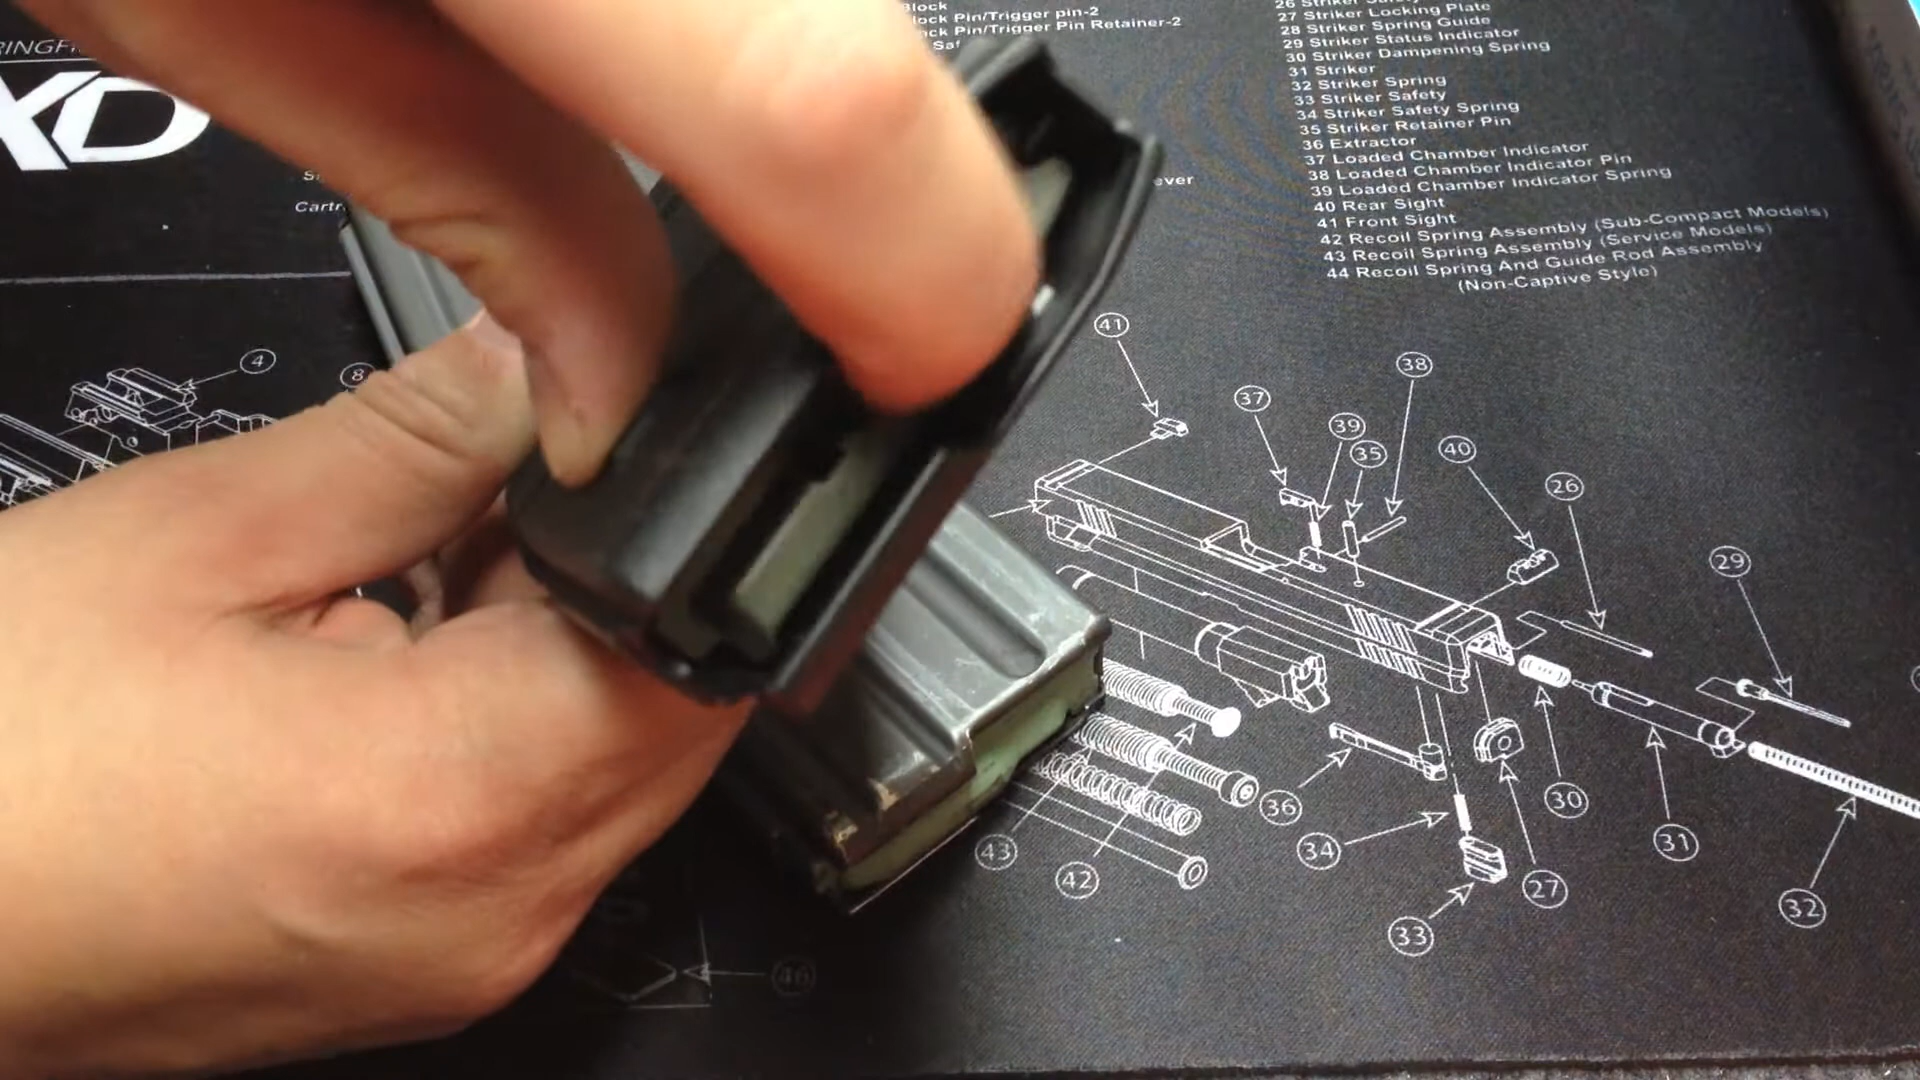 XD
Block
Pin/Trigger pin-2
Pin/Trigger Pin Retainer-2
26 Striker
27 Striker Locking Plate
28 Striker Spring Guide
29 Striker Status Indicator
30 Striker Dampening Spring
31 Striker
32 Striker Spring
33 Striker Safety
34 Striker Safety Spring
35 Striker Retainer Pin
36 Extractor
37 Loaded Chamber Indicator
38 Loaded Chamber Indicator Pin
39 Loaded Chamber Indicator Spring
40 Rear Sight
41 Front Sight
42 Recoil Spring Assembly (Sub-Compact Models)
43 Recoil Spring Assembly (Service Models)
44 Recoil Spring And Guide Rod Assembly
(Non-Captive Style)
4
8
41
37
39
35
38
40
26
29
43
42
36
34
33
27
30
31
32
46